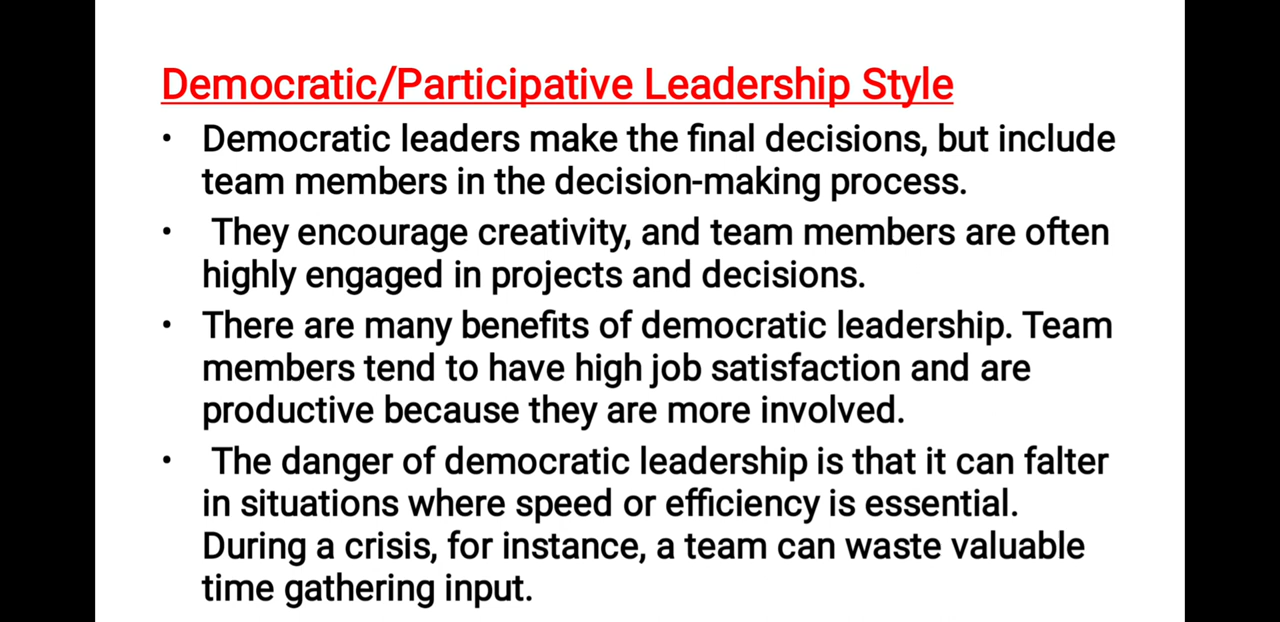 Democratic/Participative Leadership Style
• Democratic leaders make the final decisions, but include
team members in the decision-making process.
• They encourage creativity, and team members are often
highly engaged in projects and decisions.
• There are many benefits of democratic leadership. Team
members tend to have high job satisfaction and are
productive because they are more involved.
• The danger of democratic leadership is that it can falter
in situations where speed or efficiency is essential.
During a crisis, for instance, a team can waste valuable
time gathering input.